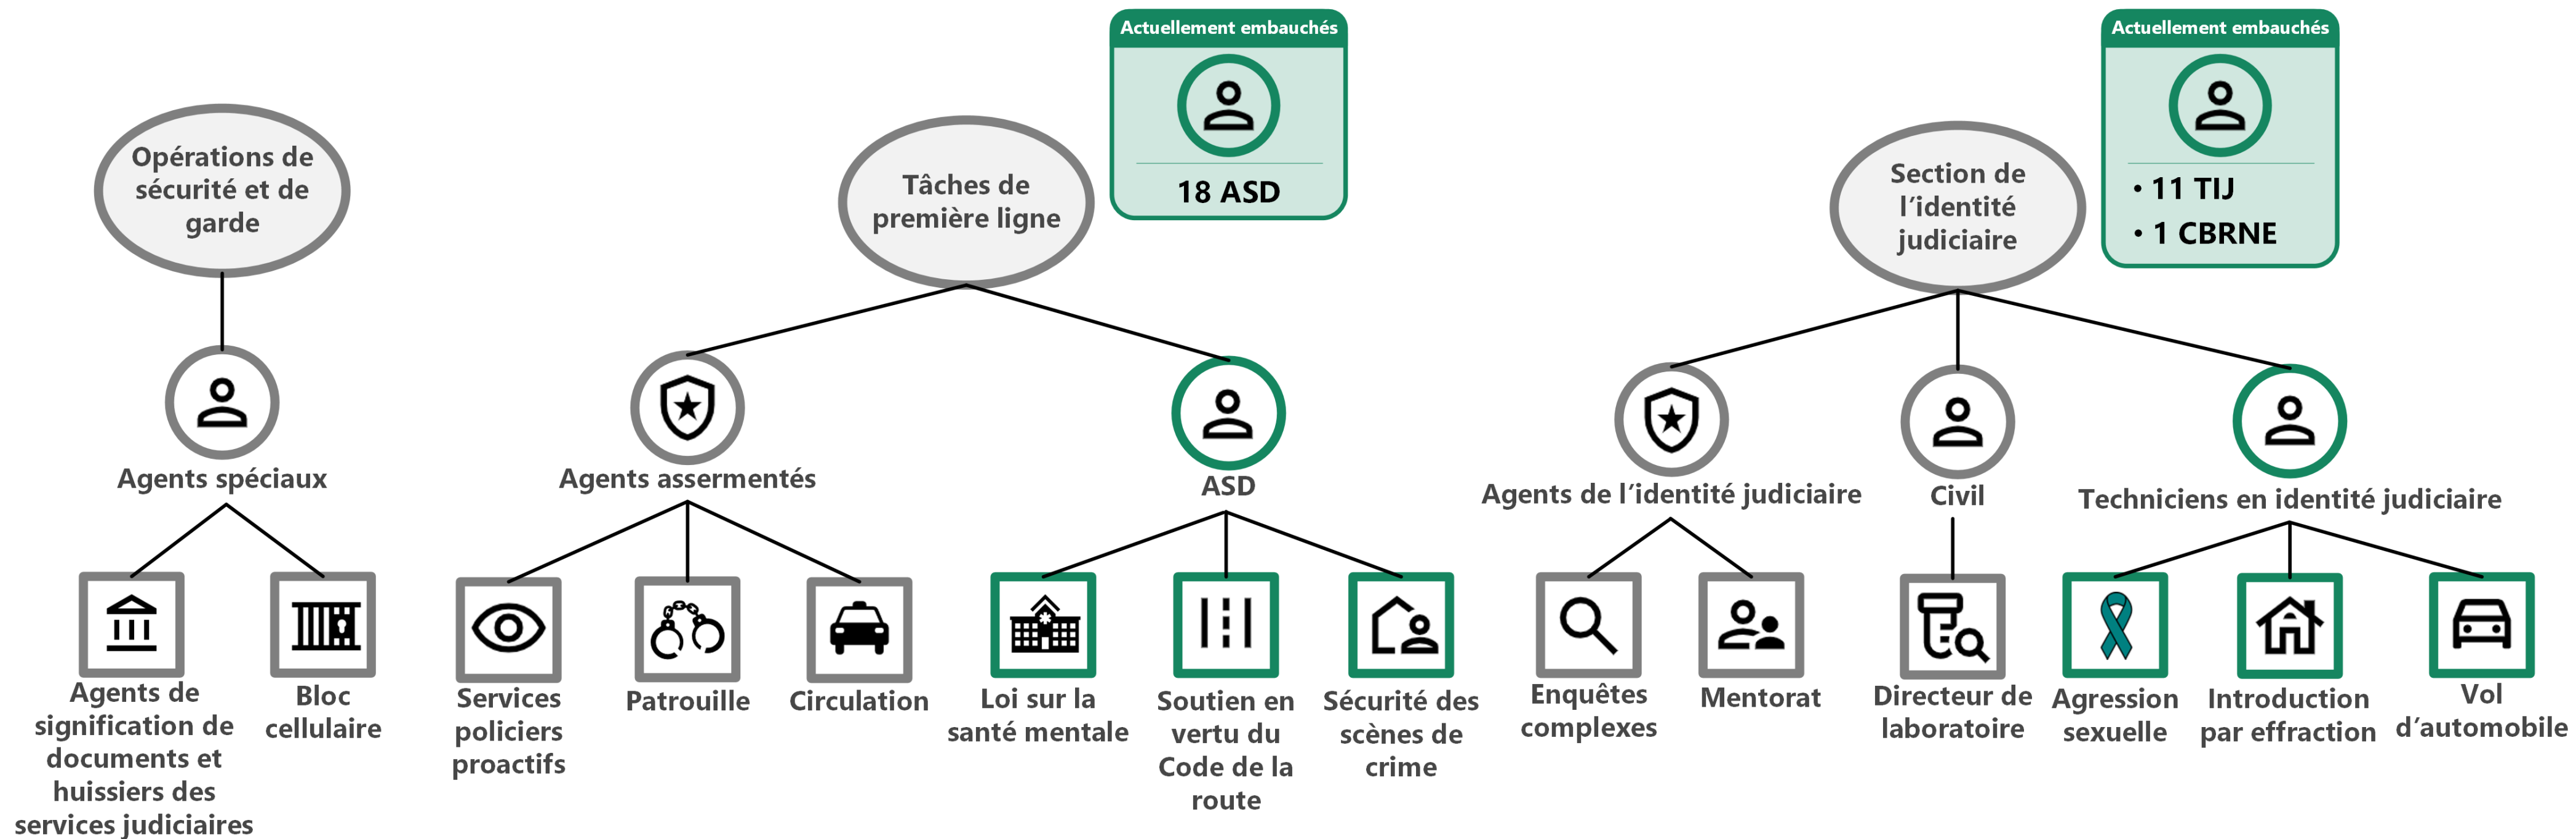 Opérations de
sécurité et de
garde
Agents spéciaux
Agents de
signification de
documents et
huissiers des
services judiciaires
Bloc
cellulaire
Actuellement embauchés
18 ASD
Tâches de
première ligne
Agents assermentés
Services
policiers
proactifs
Patrouille
Circulation
ASD
Loi sur la
santé mentale
Soutien en
vertu du
Code de la
route
Sécurité des
scènes de
crime
Actuellement embauchés
• 11 TIJ
• 1 CBRNE
Section de
l’identité
judiciaire
Agents de l’identité judiciaire
Enquêtes
complexes
Mentorat
Civil
Directeur de
laboratoire
Techniciens en identité judiciaire
Agression
sexuelle
Introduction
par effraction
Vol
d’automobile